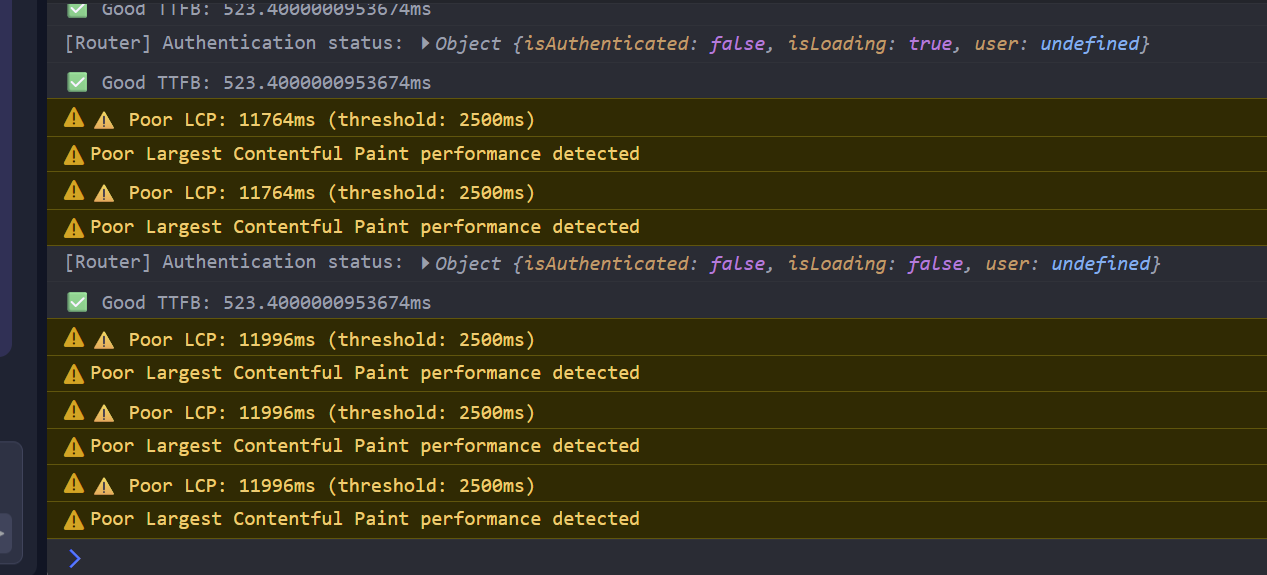 ✅ Good TTFB: 523.4000000953674ms
[Router] Authentication status: ▶Object {isAuthenticated: false, isLoading: true, user: undefined}
✅ Good TTFB: 523.4000000953674ms
⚠️ Poor LCP: 11764ms (threshold: 2500ms)
Poor Largest Contentful Paint performance detected
⚠️ Poor LCP: 11764ms (threshold: 2500ms)
Poor Largest Contentful Paint performance detected
[Router] Authentication status: ▶Object {isAuthenticated: false, isLoading: false, user: undefined}
✅ Good TTFB: 523.4000000953674ms
⚠️ Poor LCP: 11996ms (threshold: 2500ms)
Poor Largest Contentful Paint performance detected
⚠️ Poor LCP: 11996ms (threshold: 2500ms)
Poor Largest Contentful Paint performance detected
⚠️ Poor LCP: 11996ms (threshold: 2500ms)
Poor Largest Contentful Paint performance detected